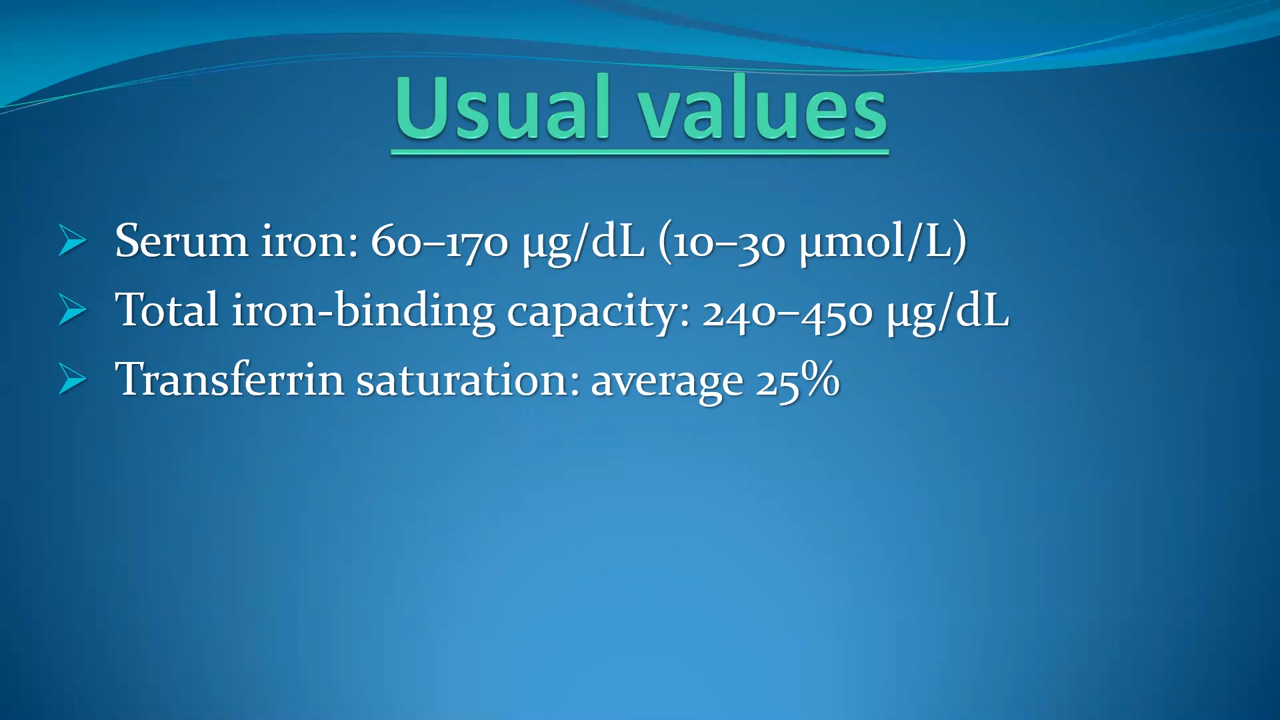 Usual values
Serum iron: 60–170 μg/dL (10–30 μmol/L)
Total iron-binding capacity: 240–450 μg/dL
Transferrin saturation: average 25%